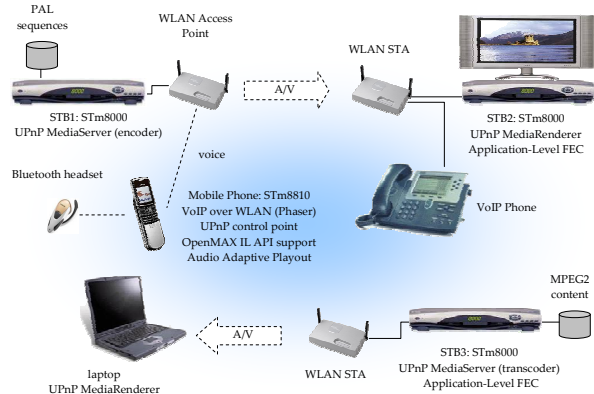 PAL
sequences
WLAN Access
Point
WLAN STA
A/V
STB1: STm8000
UPnP MediaServer (encoder)
STB2: STm8000
UPnP MediaRenderer
Application-Level FEC
voice
Bluetooth headset
Mobile Phone: STm8810
VoIP over WLAN (Phaser)
UPnP control point
OpenMAX IL API support
Audio Adaptive Playout
VoIP Phone
MPEG2
content
A/V
WLAN STA
laptop
UPnP MediaRenderer
STB3: STm8000
UPnP MediaServer (transcoder)
Application-Level FEC